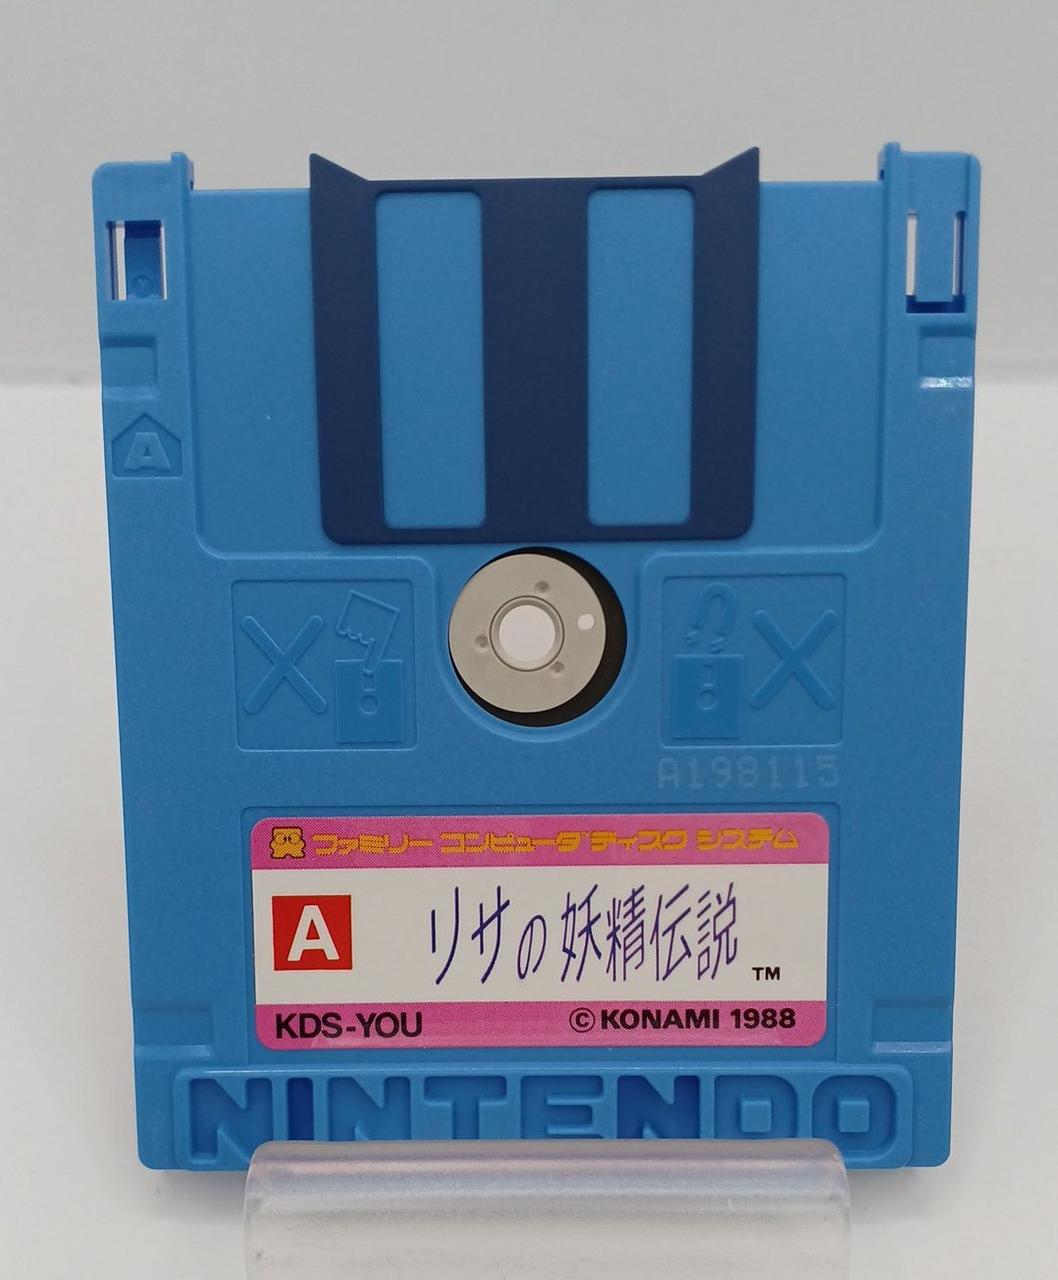 A
A198115
ファミリー コンピュータ ディスク システム
A
リサの妖精伝説 TM
KDS-YOU
© KONAMI 1988
NINTENDO